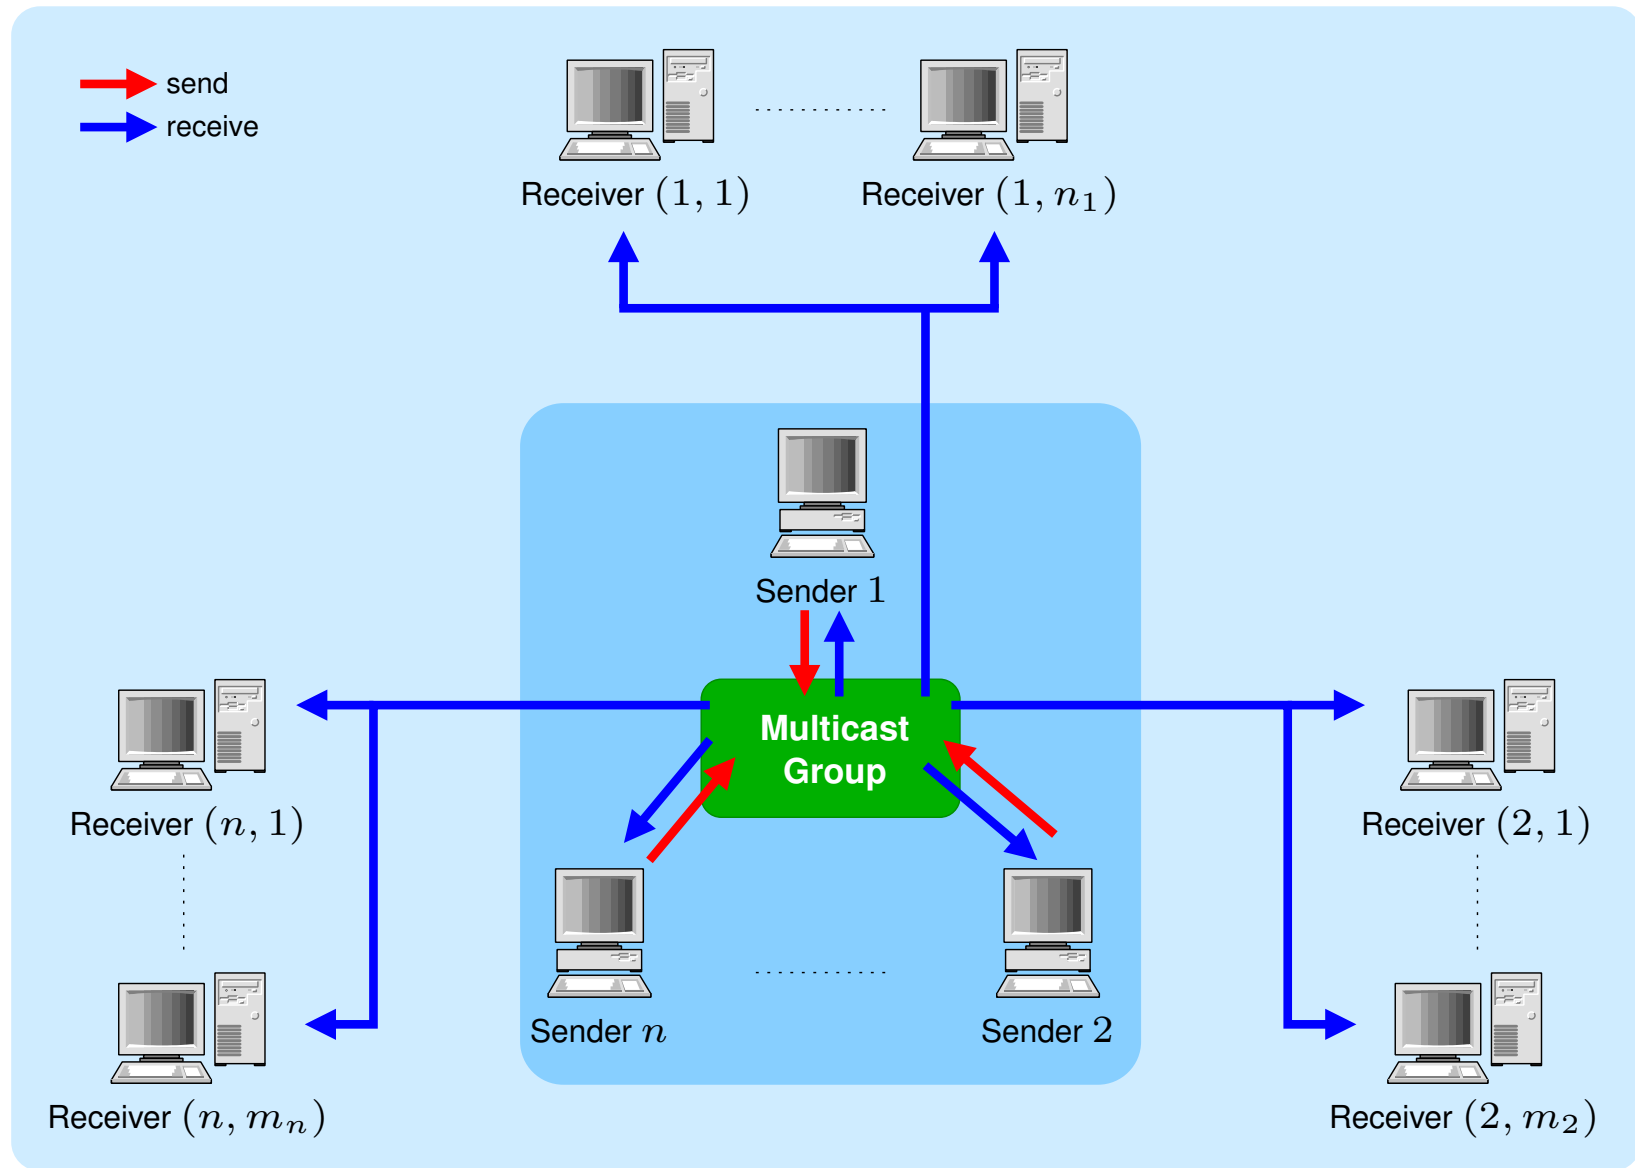 send
receive
Receiver (1, 1)
Receiver (1, n₁)
Sender 1
Multicast
Group
Receiver (n, 1)
Receiver (2, 1)
Sender n
Sender 2
Receiver (n, mₙ)
Receiver (2, m₂)